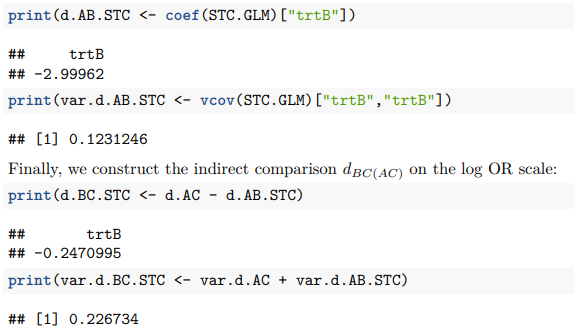 print(d.AB.STC <- coef(STC.GLM)["trtB"])
##     trtB
## -2.99962
print(var.d.AB.STC <- vcov(STC.GLM)["trtB","trtB"])
## [1] 0.1231246
Finally, we construct the indirect comparison dBC(AC) on the log OR scale:
print(d.BC.STC <- d.AC - d.AB.STC)
##       trtB
## -0.2470995
print(var.d.BC.STC <- var.d.AC + var.d.AB.STC)
## [1] 0.226734